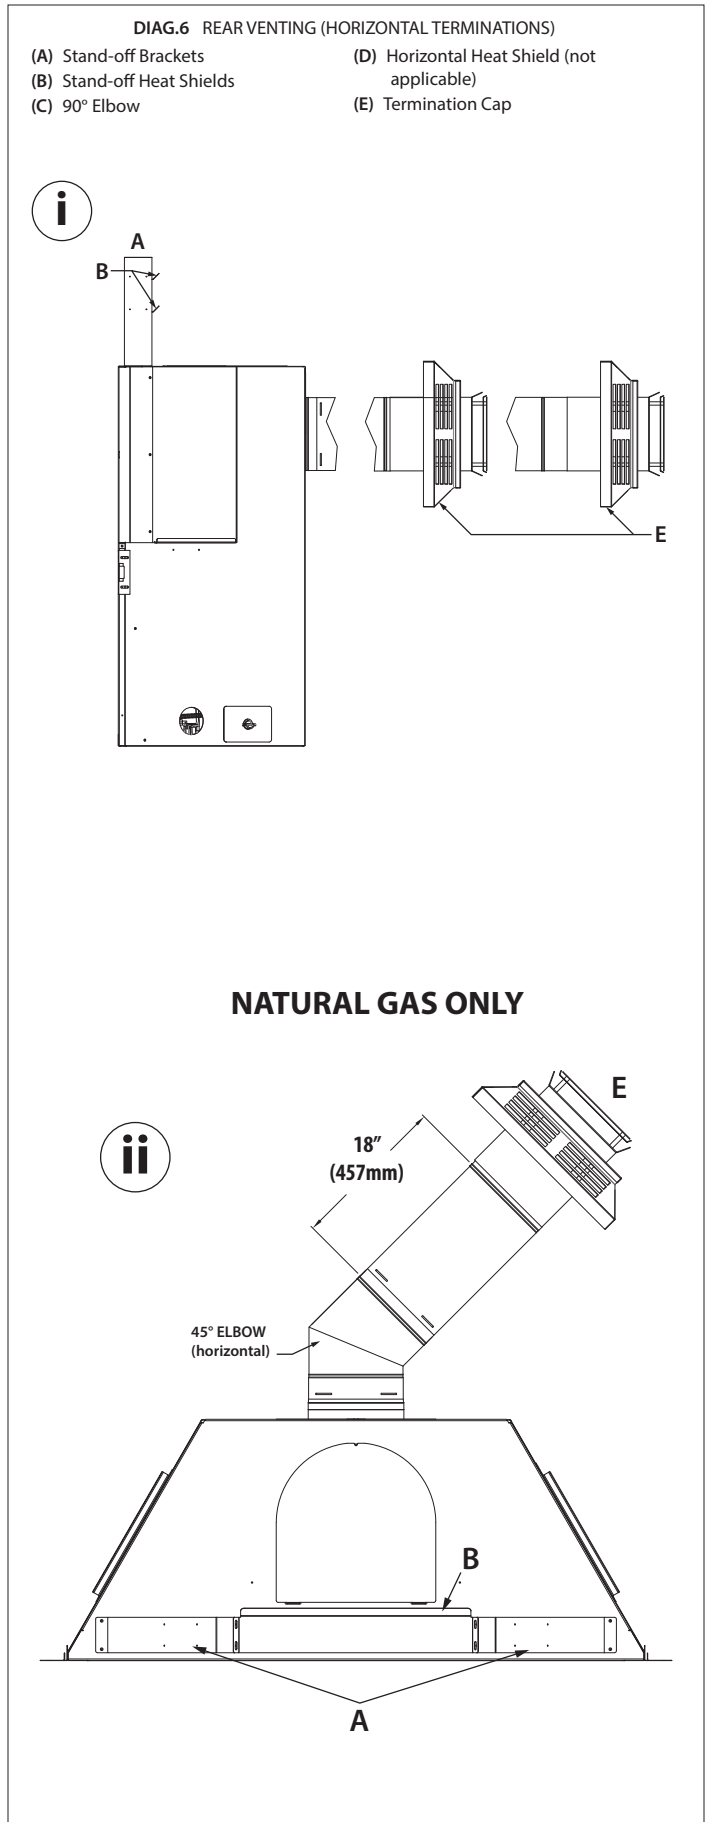 DIAG.6 REAR VENTING (HORIZONTAL TERMINATIONS)
(A) Stand-off Brackets
(B) Stand-off Heat Shields
(C) 90° Elbow
(D) Horizontal Heat Shield (not
applicable)
(E) Termination Cap
i
A
B
E
NATURAL GAS ONLY
ii
E
18”
(457mm)
45° ELBOW
(horizontal)
B
A